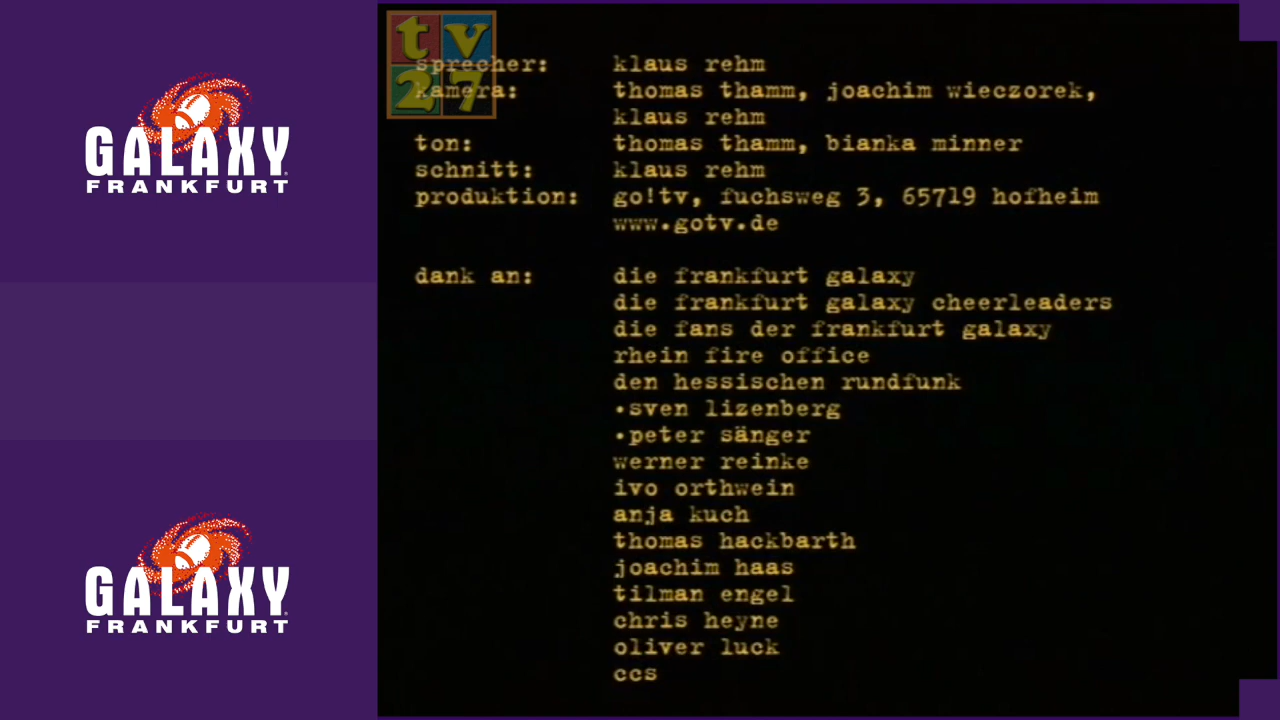 GALAXY
FRANKFURT
GALAXY
FRANKFURT
tv
27
sprecher: klaus rehm
kamera: thomas thamm, joachim wieczorek,
klaus rehm
ton: thomas thamm, bianka minner
schnitt: klaus rehm
produktion: go!tv, fuchsweg 3, 65719 hofheim
www.gotv.de
dank an: die frankfurt galaxy
die frankfurt galaxy cheerleaders
die fans der frankfurt galaxy
rhein fire office
den hessischen rundfunk
•sven lizenberg
•peter sänger
werner reinke
ivo orthwein
anja kuch
thomas hackbarth
joachim haas
tilman engel
chris heyne
oliver luck
ccs